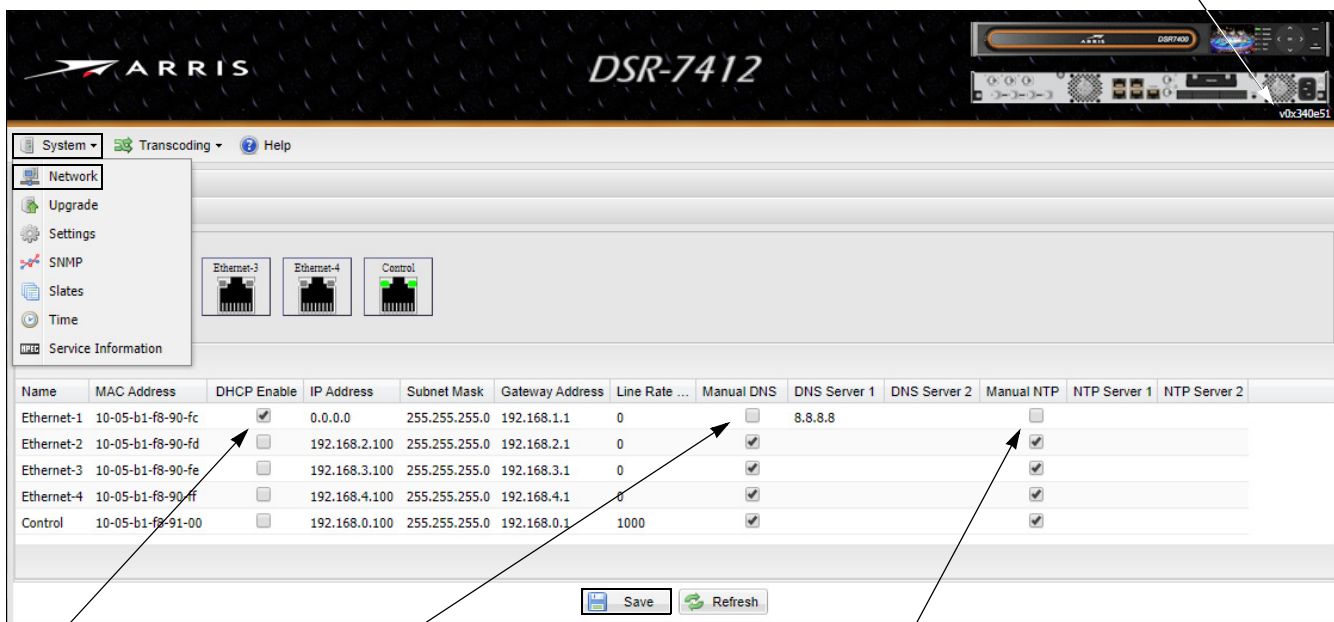 ARRIS
DSR-7412
ARRIS
DSR7400
v0x340e51
System
Transcoding
Help
Network
Upgrade
Settings
SNMP
Slates
Time
MPEG Service Information
Ethernet-3
Ethernet-4
Control
Name MAC Address DHCP Enable IP Address Subnet Mask Gateway Address Line Rate ... Manual DNS DNS Server 1 DNS Server 2 Manual NTP NTP Server 1 NTP Server 2
Ethernet-1 10-05-b1-f8-90-fc 0.0.0.0 255.255.255.0 192.168.1.1 0 8.8.8.8
Ethernet-2 10-05-b1-f8-90-fd 192.168.2.100 255.255.255.0 192.168.2.1 0
Ethernet-3 10-05-b1-f8-90-fe 192.168.3.100 255.255.255.0 192.168.3.1 0
Ethernet-4 10-05-b1-f8-90-ff 192.168.4.100 255.255.255.0 192.168.4.1 0
Control 10-05-b1-f8-91-00 192.168.0.100 255.255.255.0 192.168.0.1 1000
Save
Refresh